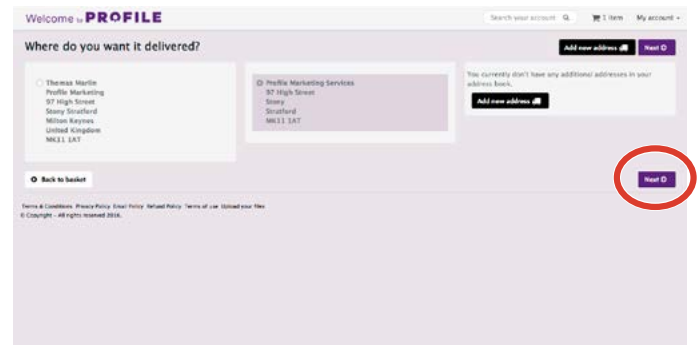 Welcome to PROFILE
Search your account
1 item
My account
Where do you want it delivered?
Add new address
Next
Thomas Martin
Profile Marketing
97 High Street
Stony Stratford
Milton Keynes
United Kingdom
MK11 1AT
Profile Marketing Services
97 High Street
Stony
Stratford
MK11 1AT
You currently don't have any additional addresses in your
address book.
Add new address
Back to basket
Next
Terms & Conditions Privacy Policy Email Policy Refund Policy Terms of use Upload your files
© Copyright - All rights reserved 2016.